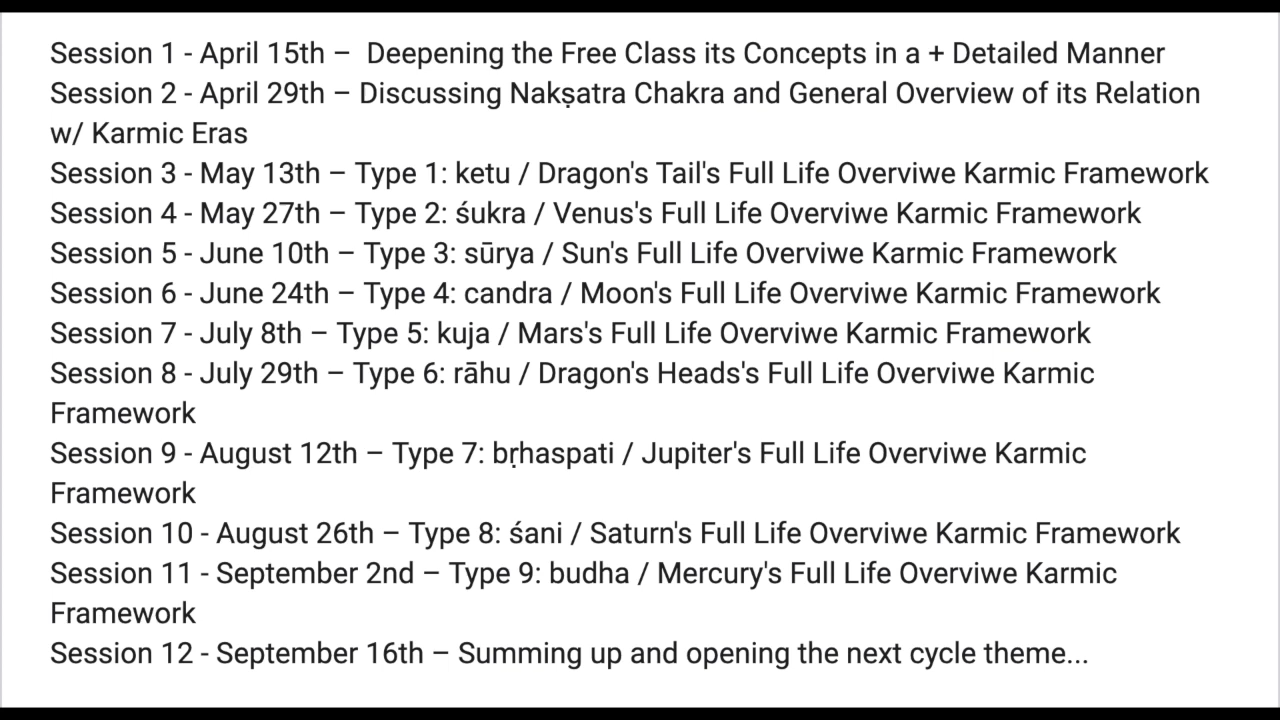 Session 1 - April 15th –  Deepening the Free Class its Concepts in a + Detailed Manner
Session 2 - April 29th – Discussing Nakṣatra Chakra and General Overview of its Relation
w/ Karmic Eras
Session 3 - May 13th – Type 1: ketu / Dragon's Tail's Full Life Overviwe Karmic Framework
Session 4 - May 27th – Type 2: śukra / Venus's Full Life Overviwe Karmic Framework
Session 5 - June 10th – Type 3: sūrya / Sun's Full Life Overviwe Karmic Framework
Session 6 - June 24th – Type 4: candra / Moon's Full Life Overviwe Karmic Framework
Session 7 - July 8th – Type 5: kuja / Mars's Full Life Overviwe Karmic Framework
Session 8 - July 29th – Type 6: rāhu / Dragon's Heads's Full Life Overviwe Karmic
Framework
Session 9 - August 12th – Type 7: bṛhaspati / Jupiter's Full Life Overviwe Karmic
Framework
Session 10 - August 26th – Type 8: śani / Saturn's Full Life Overviwe Karmic Framework
Session 11 - September 2nd – Type 9: budha / Mercury's Full Life Overviwe Karmic
Framework
Session 12 - September 16th – Summing up and opening the next cycle theme...